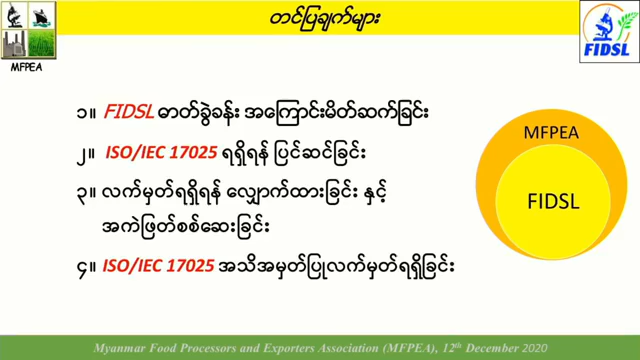 တင်ပြချက်များ
MFPEA
FIDSL
၁။ FIDSL ဓာတ်ခွဲခန်း အကြောင်းမိတ်ဆက်ခြင်း
၂။ ISO/IEC 17025 ရရှိရန် ပြင်ဆင်ခြင်း
၃။ လက်မှတ်ရရှိရန် လျှောက်ထားခြင်း နှင့်
အကဲဖြတ်စစ်ဆေးခြင်း
၄။ ISO/IEC 17025 အသိအမှတ်ပြုလက်မှတ်ရရှိခြင်း
MFPEA
FIDSL
Myanmar Food Processors and Exporters Association (MFPEA), 12th December 2020